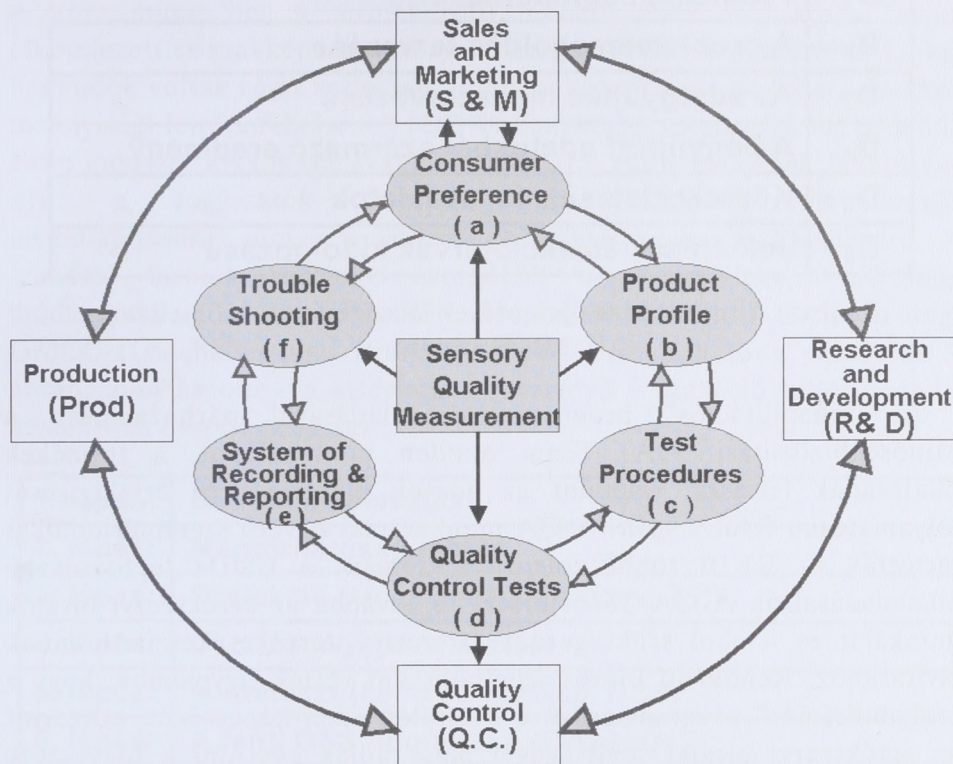 Sales
and
Marketing
(S & M)
Consumer
Preference
( a )
Trouble
Shooting
( f )
Product
Profile
( b )
Production
(Prod)
Sensory
Quality
Measurement
Research
and
Development
(R& D)
System of
Recording &
Reporting
( e )
Test
Procedures
( c )
Quality
Control Tests
( d )
Quality
Control
(Q.C.)